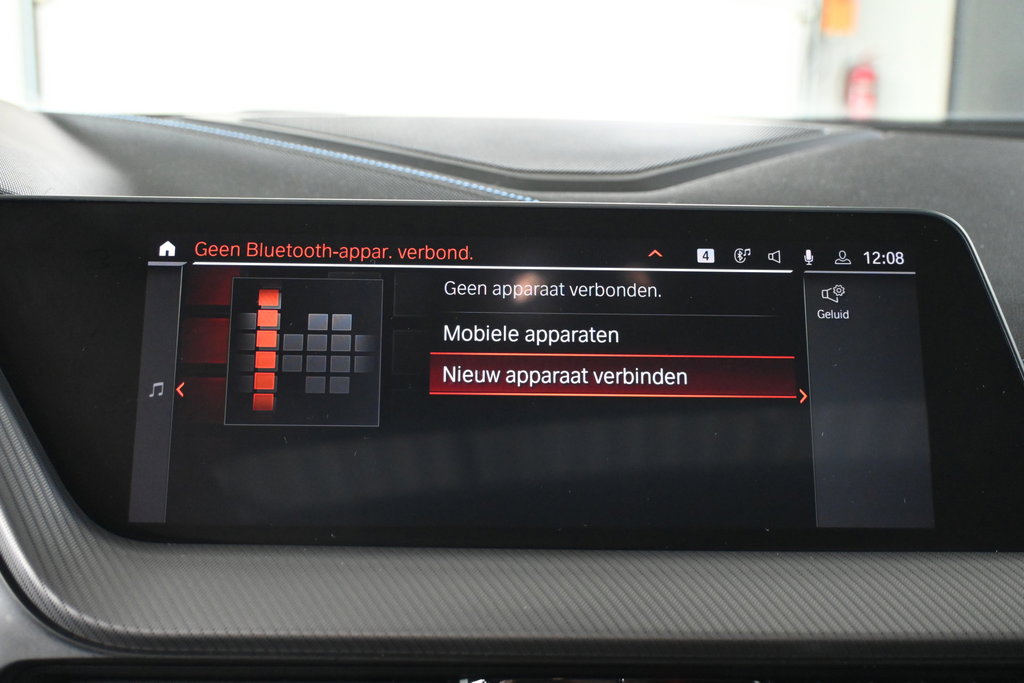 Geen Bluetooth-appar. verbond.
4
12:08
Geen apparaat verbonden.
Mobiele apparaten
Nieuw apparaat verbinden
Geluid